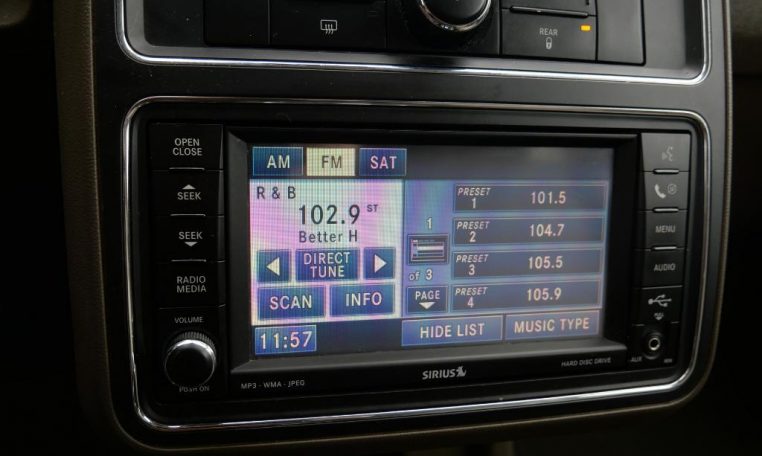 REAR
OPEN
CLOSE
SEEK
SEEK
RADIO
MEDIA
VOLUME
PUSH ON
AM FM SAT
R & B
102.9 ST
Better H
DIRECT
TUNE
SCAN INFO
11:57
1
of 3
PAGE
PRESET
1 101.5
PRESET
2 104.7
PRESET
3 105.5
PRESET
4 105.9
HIDE LIST MUSIC TYPE
MENU
AUDIO
AUX
MP3 - WMA - JPEG
SIRIUS
HARD DISC DRIVE